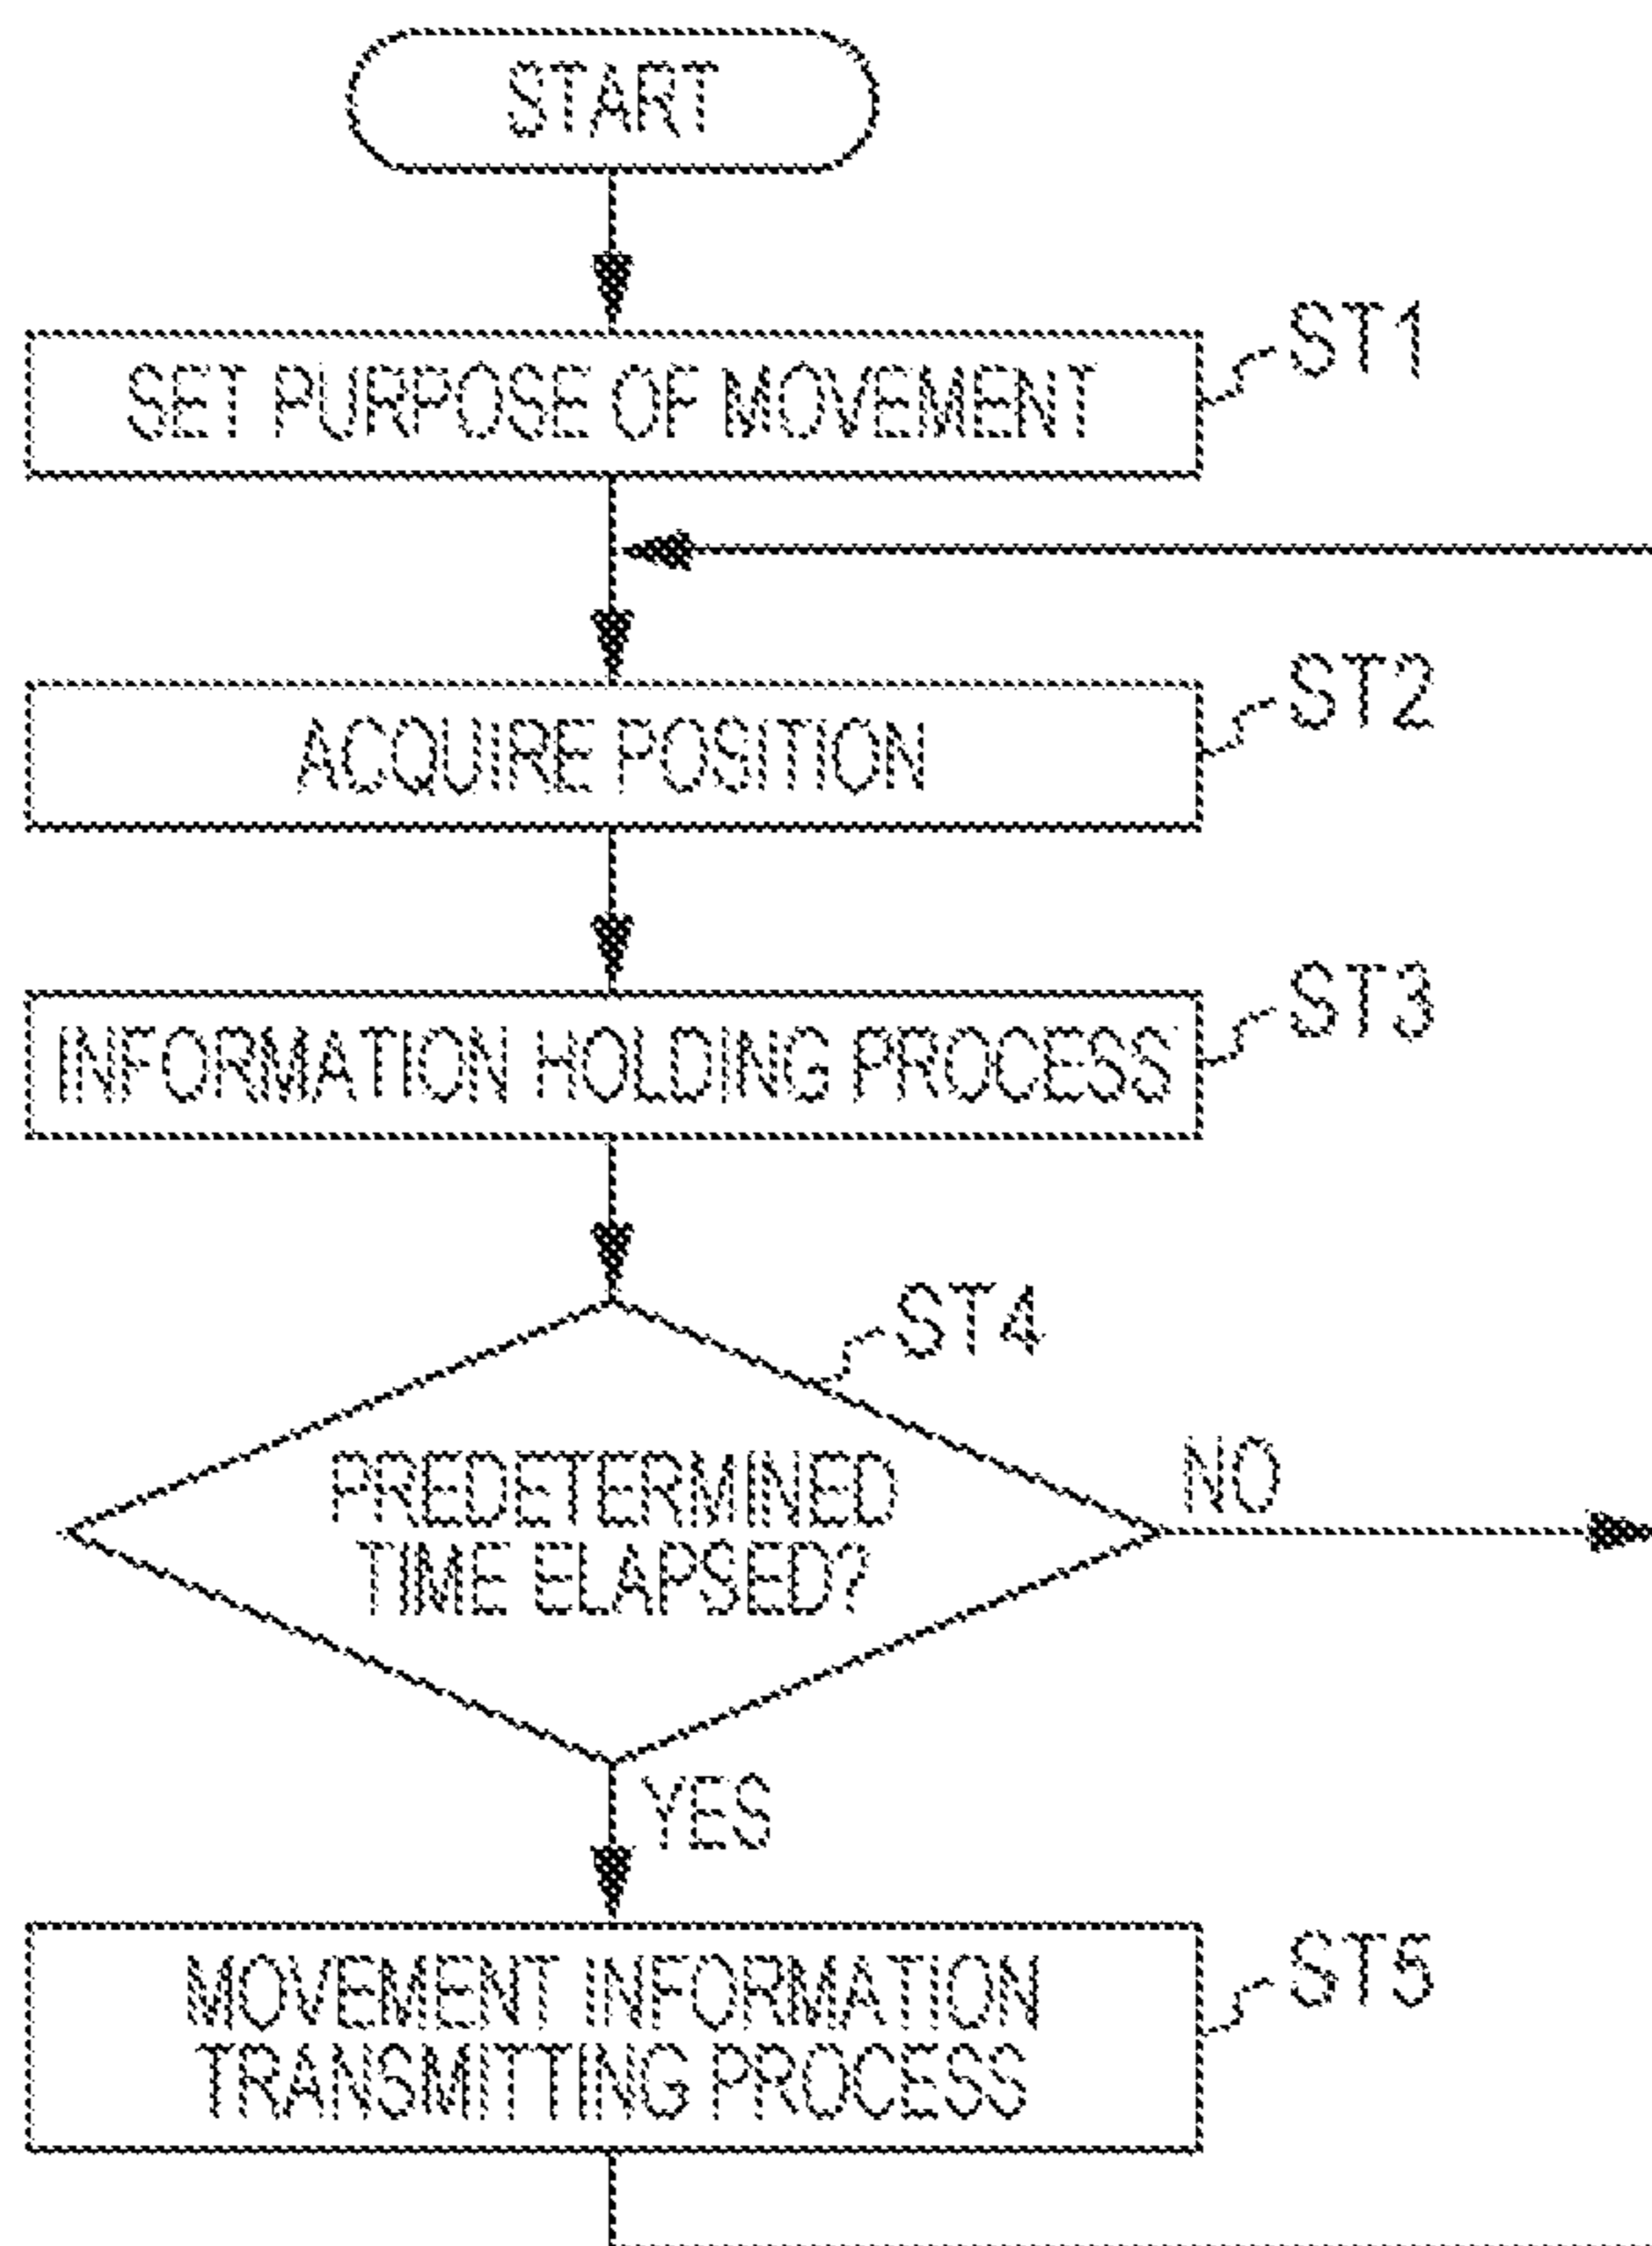 START
SET PURPOSE OF MOVEMENT
ST1
ACQUIRE POSITION
ST2
INFORMATION HOLDING PROCESS
ST3
ST4
PREDETERMINED
TIME ELAPSED?
NO
YES
MOVEMENT INFORMATION
TRANSMITTING PROCESS
ST5